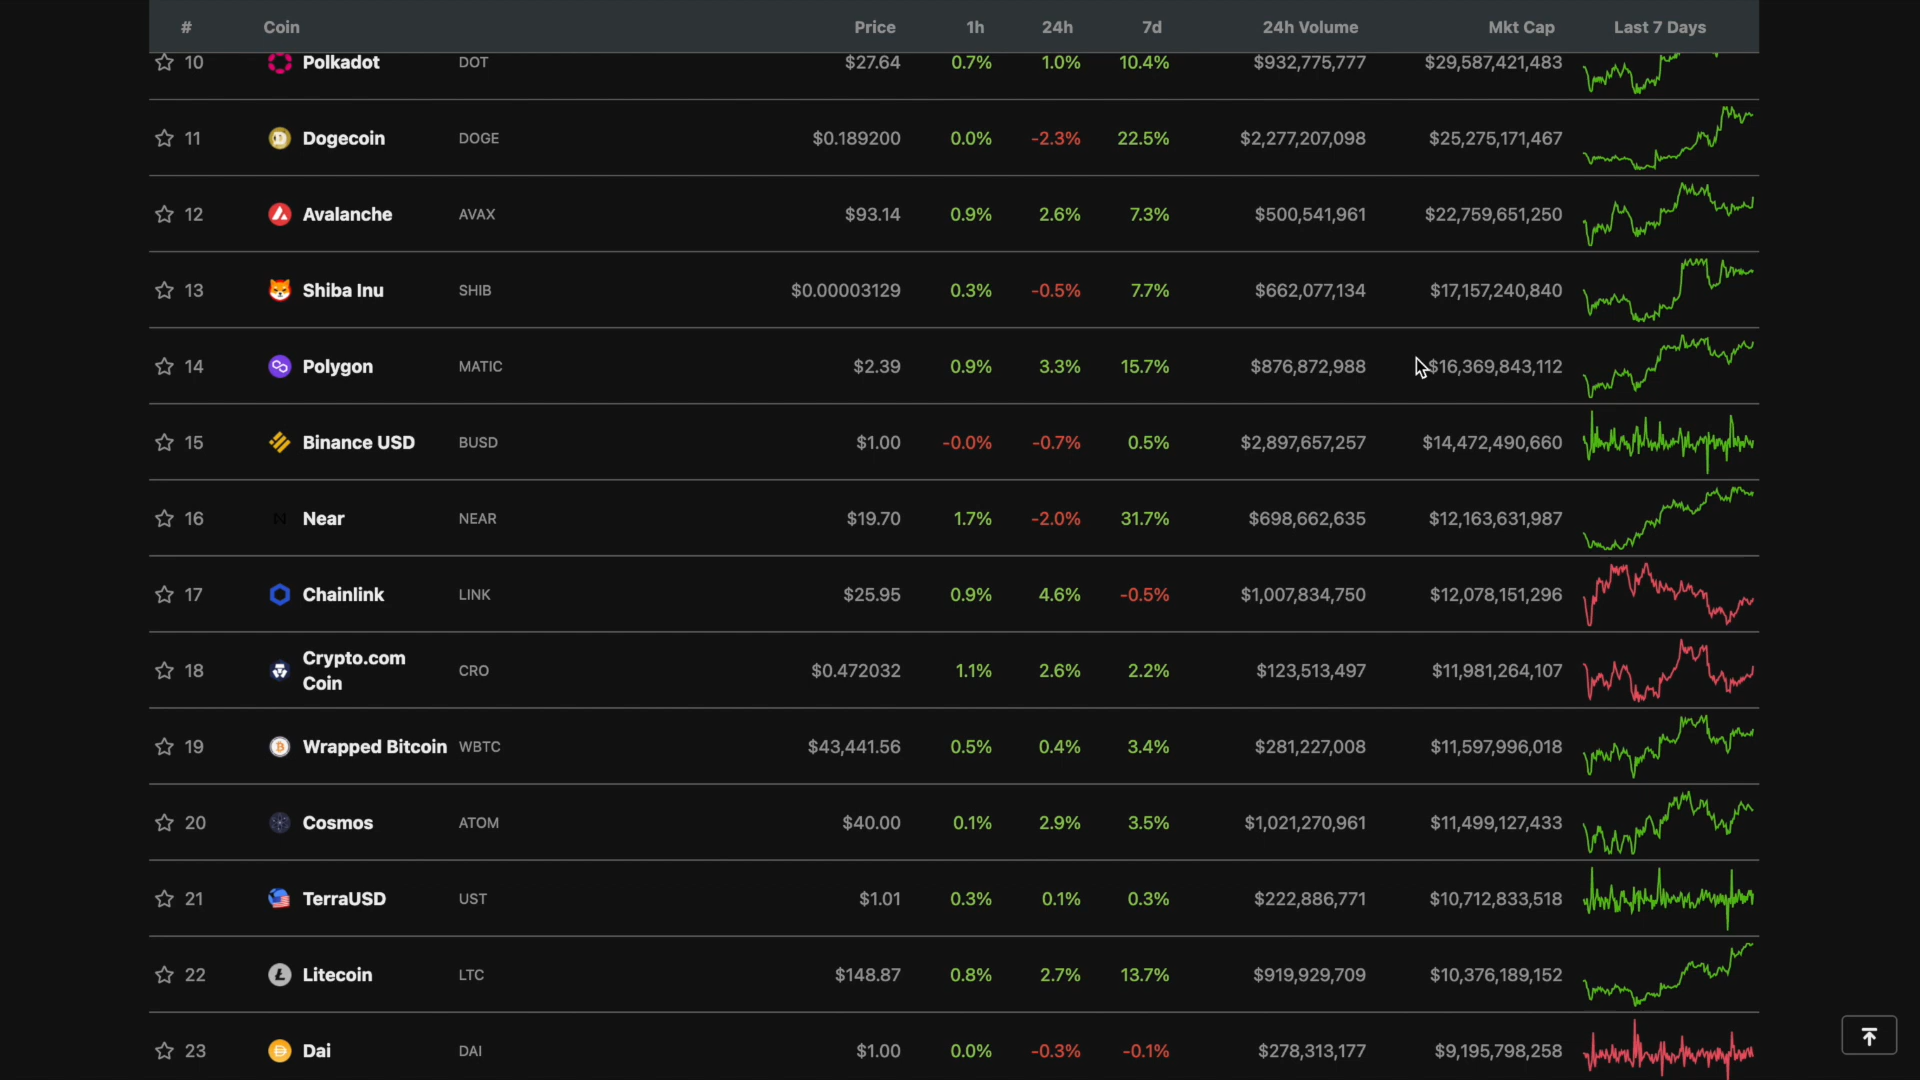 # Coin Price 1h 24h 7d 24h Volume Mkt Cap Last 7 Days
10 Polkadot DOT $27.64 0.7% 1.0% 10.4% $932,775,777 $29,587,421,483
11 Dogecoin DOGE $0.189200 0.0% -2.3% 22.5% $2,277,207,098 $25,275,171,467
12 Avalanche AVAX $93.14 0.9% 2.6% 7.3% $500,541,961 $22,759,651,250
13 Shiba Inu SHIB $0.00003129 0.3% -0.5% 7.7% $662,077,134 $17,157,240,840
14 Polygon MATIC $2.39 0.9% 3.3% 15.7% $876,872,988 $16,369,843,112
15 Binance USD BUSD $1.00 -0.0% -0.7% 0.5% $2,897,657,257 $14,472,490,660
16 Near NEAR $19.70 1.7% -2.0% 31.7% $698,662,635 $12,163,631,987
17 Chainlink LINK $25.95 0.9% 4.6% -0.5% $1,007,834,750 $12,078,151,296
18 Crypto.com
Coin CRO $0.472032 1.1% 2.6% 2.2% $123,513,497 $11,981,264,107
19 Wrapped Bitcoin WBTC $43,441.56 0.5% 0.4% 3.4% $281,227,008 $11,597,996,018
20 Cosmos ATOM $40.00 0.1% 2.9% 3.5% $1,021,270,961 $11,499,127,433
21 TerraUSD UST $1.01 0.3% 0.1% 0.3% $222,886,771 $10,712,833,518
22 Litecoin LTC $148.87 0.8% 2.7% 13.7% $919,929,709 $10,376,189,152
23 Dai DAI $1.00 0.0% -0.3% -0.1% $278,313,177 $9,195,798,258